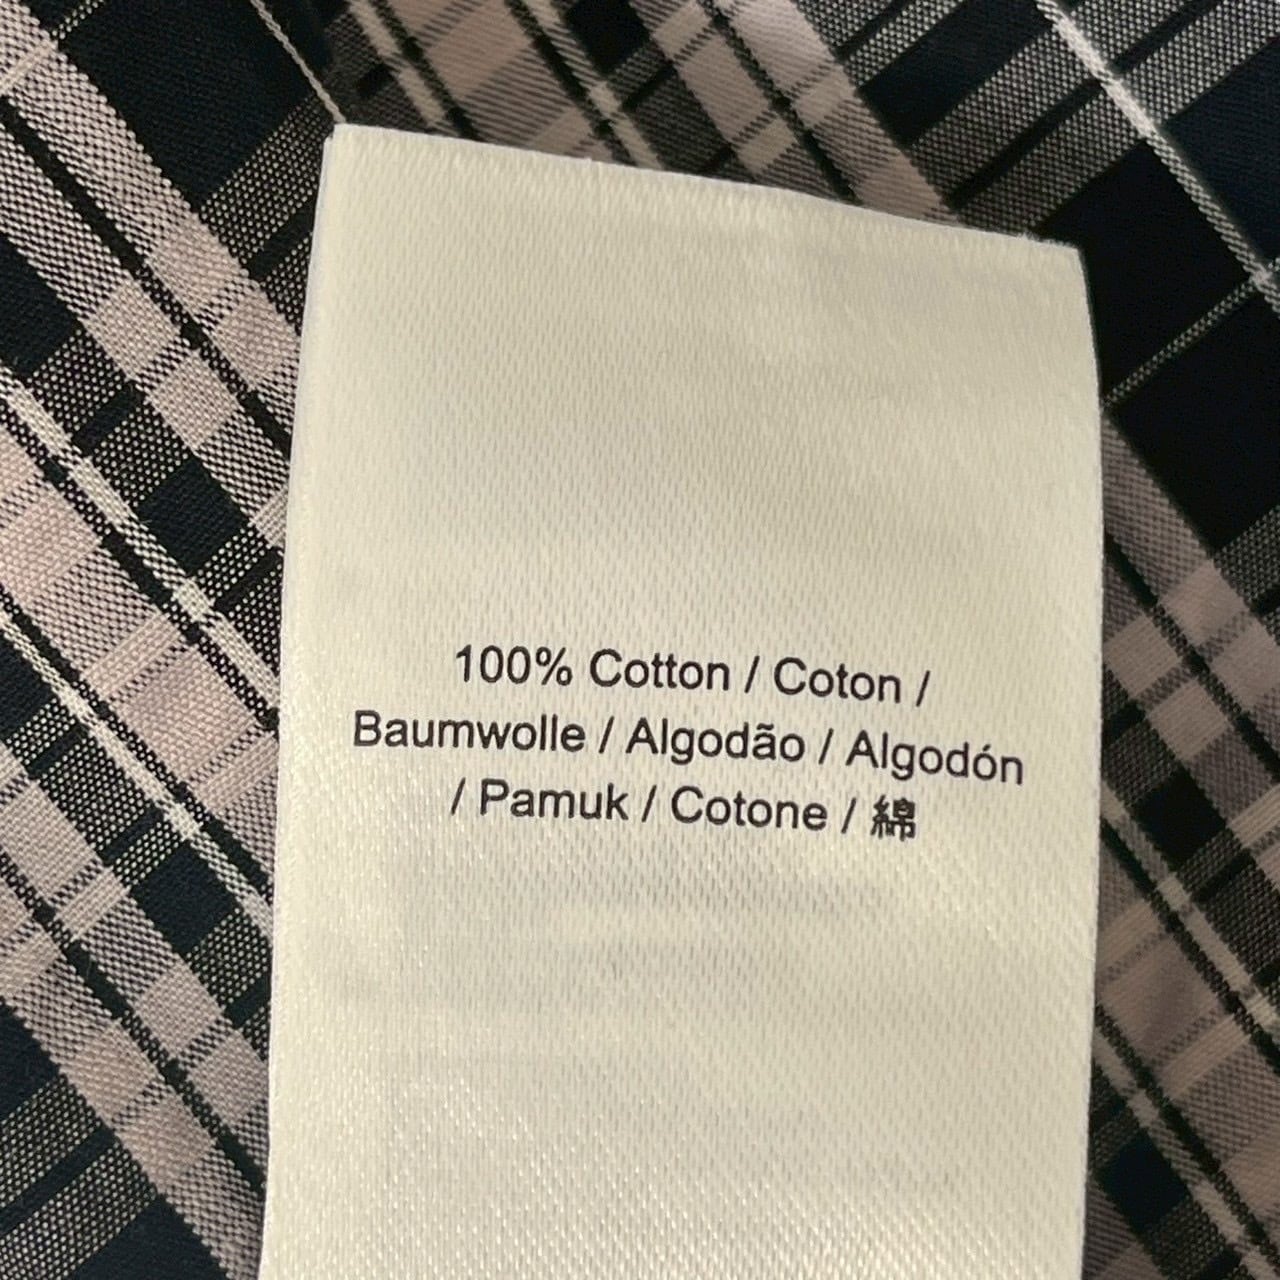 100% Cotton / Coton /
Baumwolle / Algodão / Algodón
/ Pamuk / Cotone / 綿